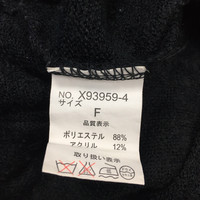 NO. X93959-4
サイズ
F
品質表示
ポリエステル 88%
アクリル 12%
取り扱い表示